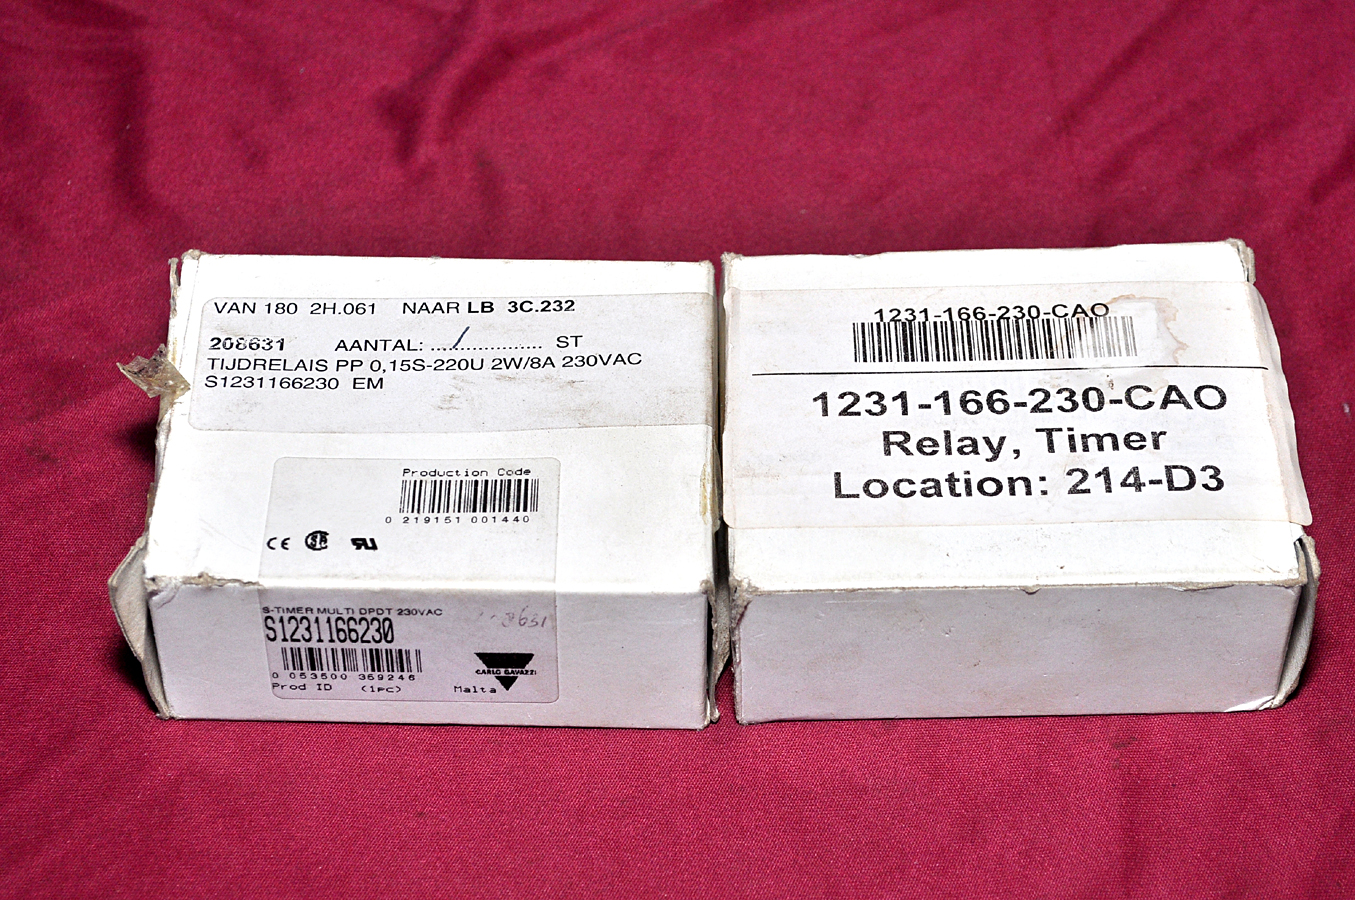 VAN 180 2H.061 NAAR LB 3C.232
208631 AANTAL: ../.................. ST
TIJDRELAIS PP 0,15S-220U 2W/8A 230VAC
S1231166230 EM
Production Code
0 219151 001440
CE
S-TIMER MULTI DPDT 230VAC
S1231166230
0 053500 369246
Prod ID (1pc)
8631
CARLO GAVAZZI
Malta
1231-166-230-CAO
1231-166-230-CAO
Relay, Timer
Location: 214-D3